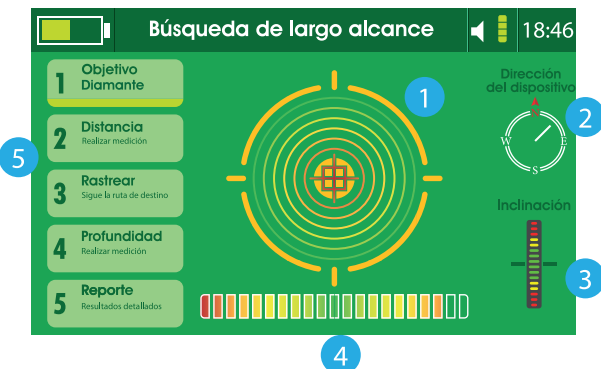 Búsqueda de largo alcance
18:46
1 Objetivo
Diamante
2 Distancia
Realizar medición
3 Rastrear
Sigue la ruta de destino
4 Profundidad
Realizar medición
5 Reporte
Resultados detallados
5
1
Dirección
del dispositivo
N
W E
S
2
Inclinación
3
4